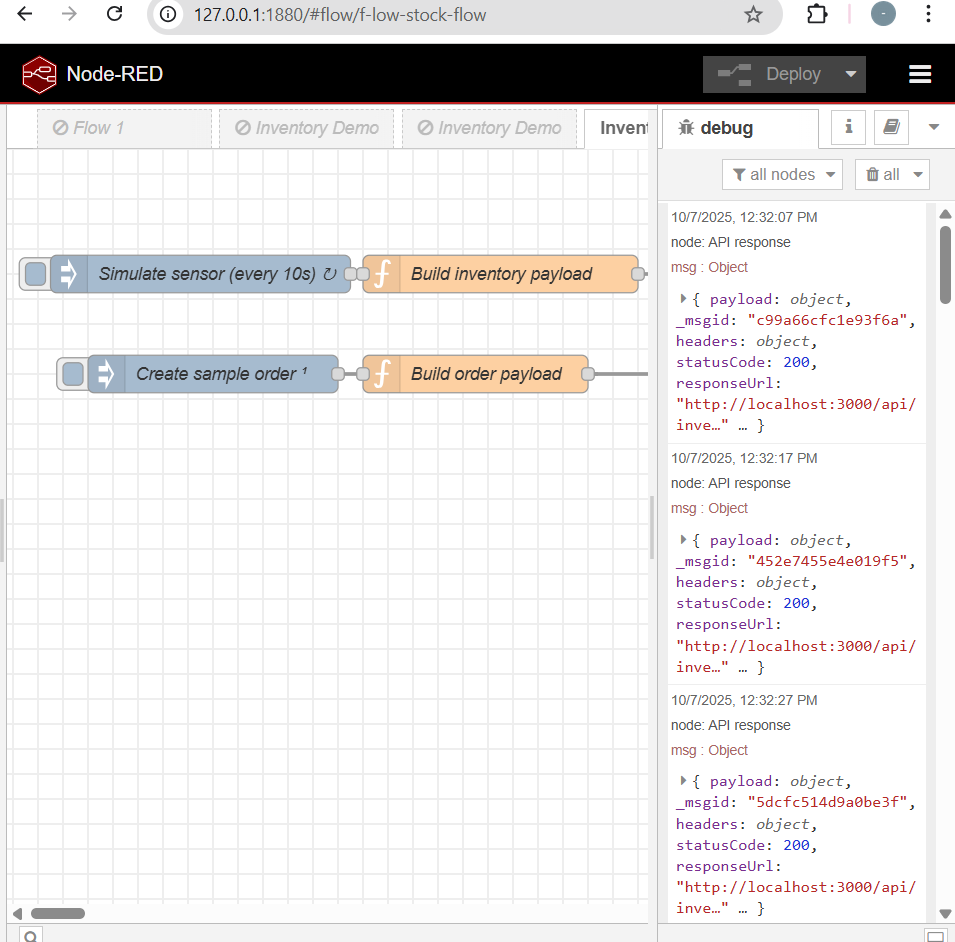 127.0.0.1:1880/#flow/f-low-stock-flow
Node-RED
Deploy
Flow 1
Inventory Demo
Inventory Demo
Invent
debug
all nodes
all
Simulate sensor (every 10s) ↻
Build inventory payload
Create sample order ¹
Build order payload
10/7/2025, 12:32:07 PM
node: API response
msg : Object
{ payload: object,
_msgid: "c99a66cfc1e93f6a",
headers: object,
statusCode: 200,
responseUrl:
"http://localhost:3000/api/
inve…" … }
10/7/2025, 12:32:17 PM
node: API response
msg : Object
{ payload: object,
_msgid: "452e7455e4e019f5",
headers: object,
statusCode: 200,
responseUrl:
"http://localhost:3000/api/
inve…" … }
10/7/2025, 12:32:27 PM
node: API response
msg : Object
{ payload: object,
_msgid: "5dcfc514d9a0be3f",
headers: object,
statusCode: 200,
responseUrl:
"http://localhost:3000/api/
inve…" … }